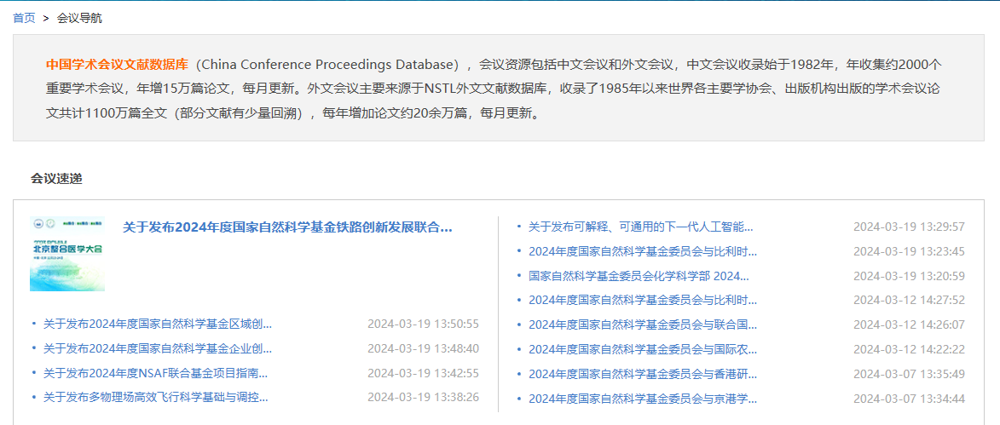 首页 > 会议导航
中国学术会议文献数据库（China Conference Proceedings Database），会议资源包括中文会议和外文会议，中文会议收录始于1982年，年收集约2000个
重要学术会议，年增15万篇论文，每月更新。外文会议主要来源于NSTL外文文献数据库，收录了1985年以来世界各主要学协会、出版机构出版的学术会议论
文共计1100万篇全文（部分文献有少量回溯），每年增加论文约20余万篇，每月更新。
会议速递
北京整合医学大会
关于发布2024年度国家自然科学基金铁路创新发展联合...
• 关于发布2024年度国家自然科学基金区域创... 2024-03-19 13:50:55
• 关于发布2024年度国家自然科学基金企业创... 2024-03-19 13:48:40
• 关于发布2024年度NSAF联合基金项目指南... 2024-03-19 13:42:55
• 关于发布多物理场高效飞行科学基础与调控... 2024-03-19 13:38:26
• 关于发布可解释、可通用的下一代人工智能... 2024-03-19 13:29:57
• 2024年度国家自然科学基金委员会与比利时... 2024-03-19 13:23:45
• 国家自然科学基金委员会化学科学部 2024... 2024-03-19 13:20:59
• 2024年度国家自然科学基金委员会与比利时... 2024-03-12 14:27:52
• 2024年度国家自然科学基金委员会与联合国... 2024-03-12 14:26:07
• 2024年度国家自然科学基金委员会与国际农... 2024-03-12 14:22:22
• 2024年度国家自然科学基金委员会与香港研... 2024-03-07 13:35:49
• 2024年度国家自然科学基金委员会与京港学... 2024-03-07 13:34:44